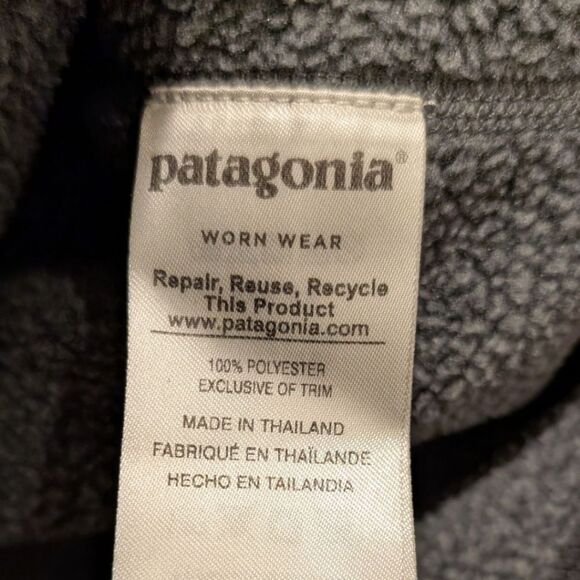 patagonia®
WORN WEAR
Repair, Reuse, Recycle
This Product
www.patagonia.com
100% POLYESTER
EXCLUSIVE OF TRIM
MADE IN THAILAND
FABRIQUÉ EN THAÏLANDE
HECHO EN TAILANDIA